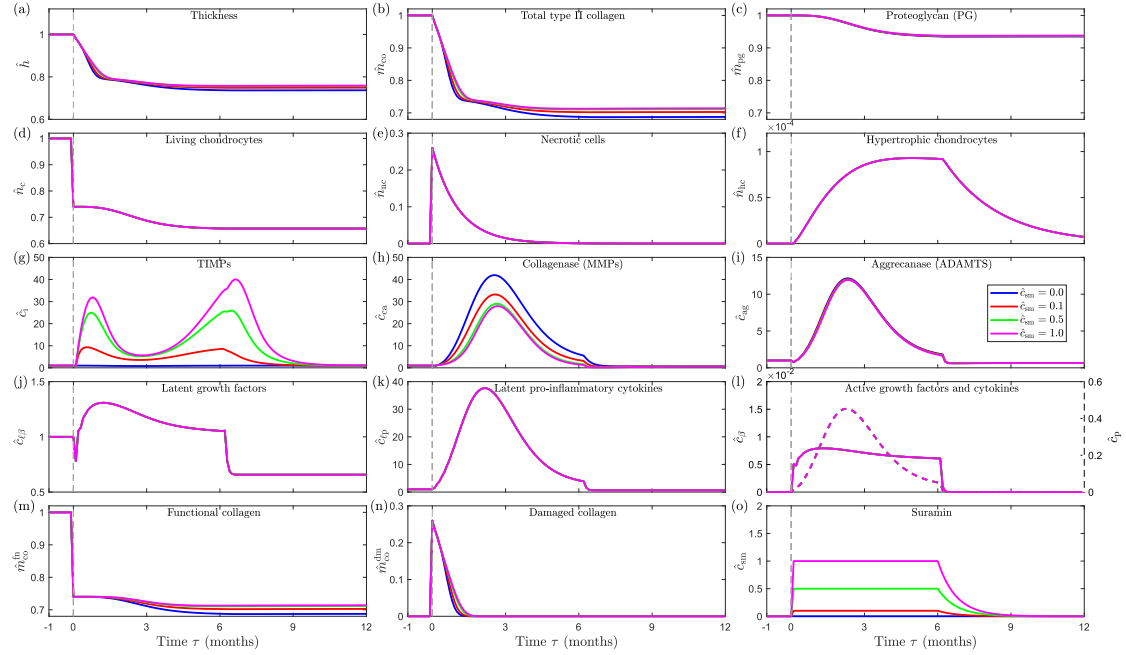 (a) Thickness
ĥ
1
0.8
0.6
(b) Total type II collagen
m̂co
1
0.9
0.8
0.7
(c) Proteoglycan (PG)
m̂pg
1
0.9
0.8
0.7
(d) Living chondrocytes
n̂c
1
0.9
0.8
0.7
0.6
(e) Necrotic cells
n̂nc
0.3
0.2
0.1
0
(f) Hypertrophic chondrocytes
×10⁻⁴
n̂hc
1
0.5
0
(g) TIMPs
ĉi
50
40
30
20
10
0
(h) Collagenase (MMPs)
ĉcs
50
40
30
20
10
0
(i) Aggrecanase (ADAMTS)
ĉag
15
10
5
0
ĉsm = 0.0
ĉsm = 0.1
ĉsm = 0.5
ĉsm = 1.0
(j) Latent growth factors
ĉℓβ
1.5
1
0.5
(k) Latent pro-inflammatory cytokines
ĉℓp
40
30
20
10
0
(l) Active growth factors and cytokines
×10⁻²
ĉβ
2
1.5
1
0.5
0
0.6
0.4
0.2
0
ĉp
(m) Functional collagen
m̂co^fn
1
0.9
0.8
0.7
-1 0 3 6 9 12
Time τ (months)
(n) Damaged collagen
m̂co^dm
0.3
0.2
0.1
0
-1 0 3 6 9 12
Time τ (months)
(o) Suramin
ĉsm
2
1.5
1
0.5
0
-1 0 3 6 9 12
Time τ (months)